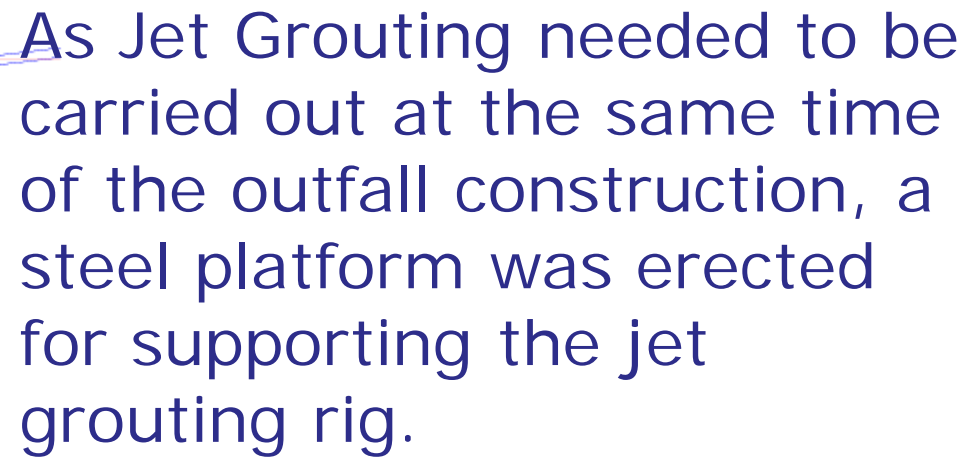 As Jet Grouting needed to be
carried out at the same time
of the outfall construction, a
steel platform was erected
for supporting the jet
grouting rig.